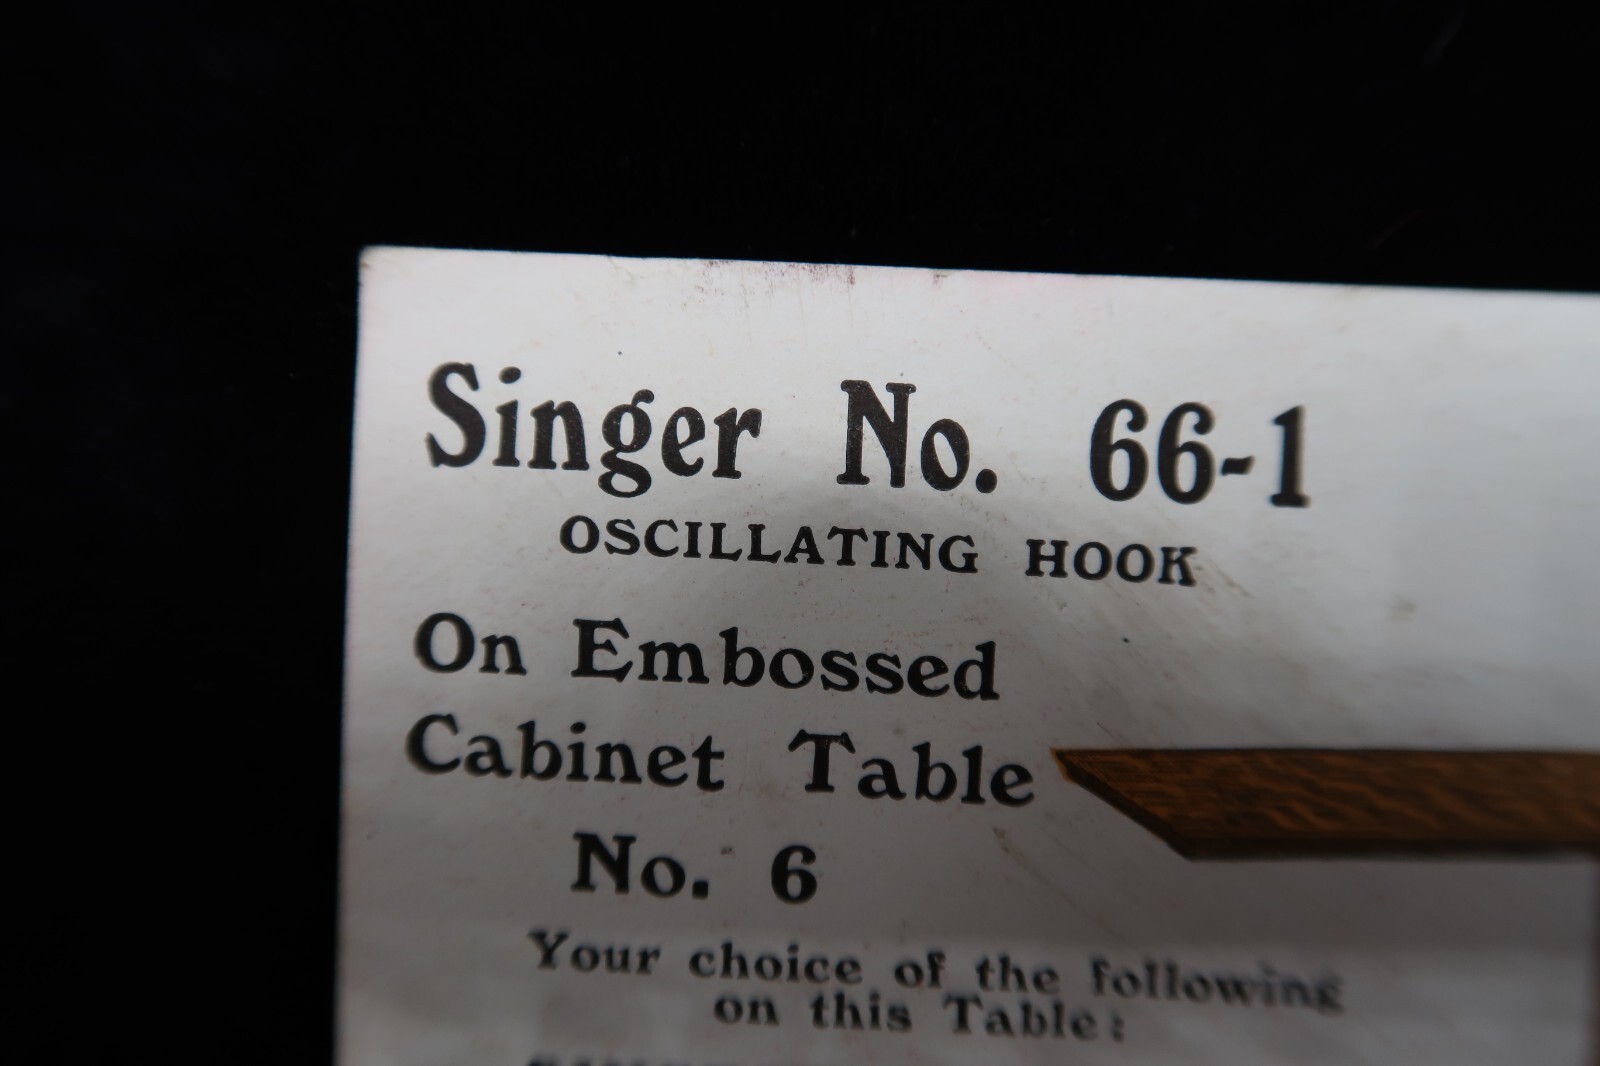 Singer No. 66-1
OSCILLATING HOOK
On Embossed
Cabinet Table
No. 6
Your choice of the following
on this Table: